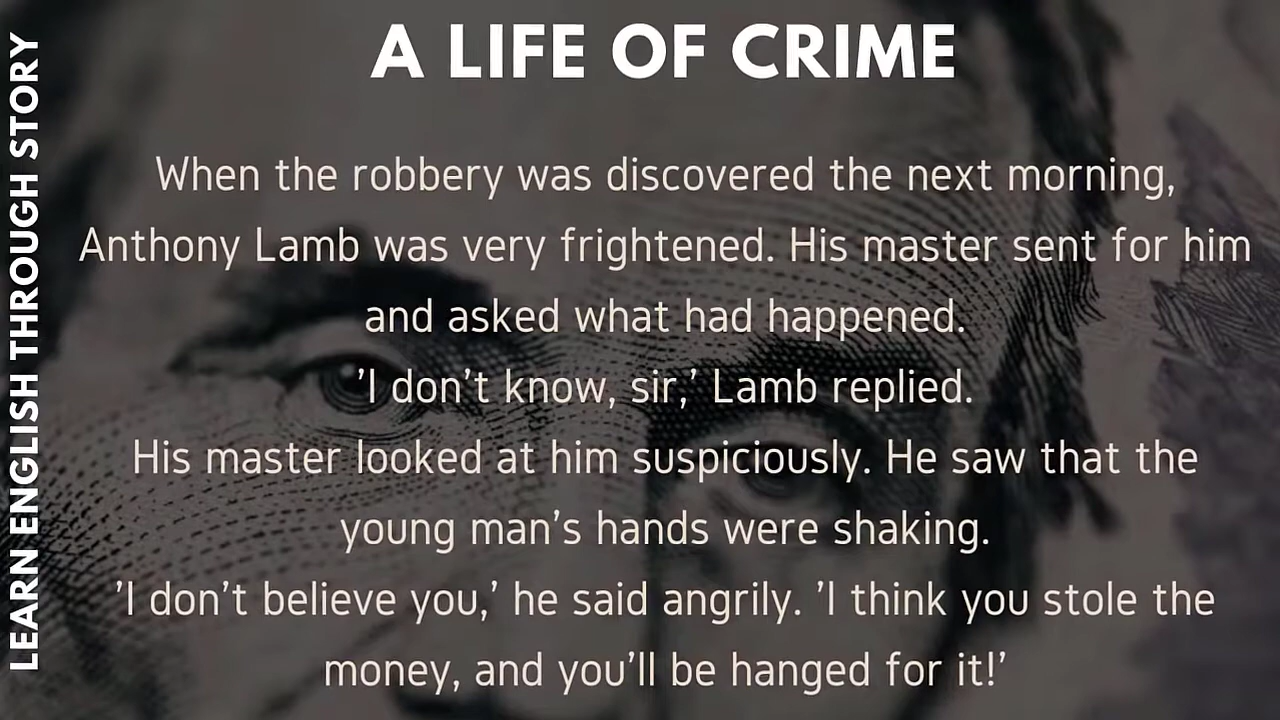 A LIFE OF CRIME
LEARN ENGLISH THROUGH STORY
When the robbery was discovered the next morning,
Anthony Lamb was very frightened. His master sent for him
and asked what had happened.
’I don’t know, sir,’ Lamb replied.
His master looked at him suspiciously. He saw that the
young man’s hands were shaking.
’I don’t believe you,’ he said angrily. ’I think you stole the
money, and you’ll be hanged for it!’